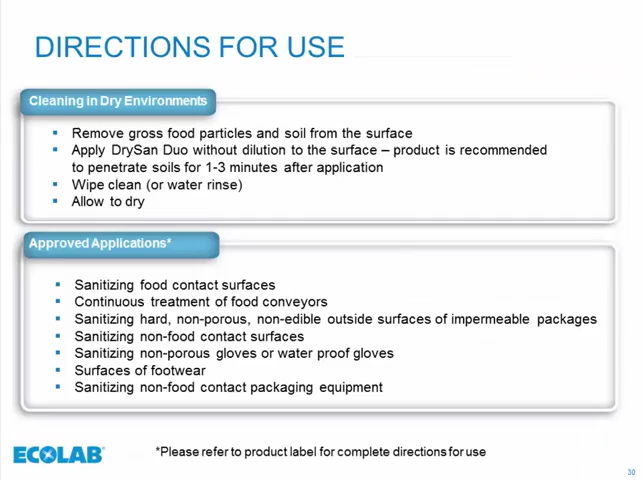 DIRECTIONS FOR USE
Cleaning in Dry Environments
Remove gross food particles and soil from the surface
Apply DrySan Duo without dilution to the surface – product is recommended
to penetrate soils for 1-3 minutes after application
Wipe clean (or water rinse)
Allow to dry
Approved Applications*
Sanitizing food contact surfaces
Continuous treatment of food conveyors
Sanitizing hard, non-porous, non-edible outside surfaces of impermeable packages
Sanitizing non-food contact surfaces
Sanitizing non-porous gloves or water proof gloves
Surfaces of footwear
Sanitizing non-food contact packaging equipment
ECOLAB®
*Please refer to product label for complete directions for use
30